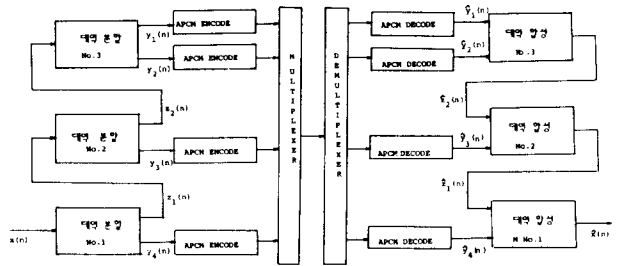 대역 분할
No.3
y₁(n)
APCM ENCODE
y₂(n)
APCM ENCODE
z₂(n)
대역 분할
No.2
y₃(n)
APCM ENCODE
z₁(n)
x(n)
대역 분할
No.1
y₄(n)
APCM ENCODE
MULTIPLEXER
DEMULTIPLEXER
APCM DECODE
ŷ₁(n)
APCM DECODE
ŷ₂(n)
대역 합성
No.3
ẑ₂(n)
APCM DECODE
ŷ₃(n)
대역 합성
No.2
ẑ₁(n)
APCM DECODE
ŷ₄(n)
대역 합성
M No.1
x̂(n)